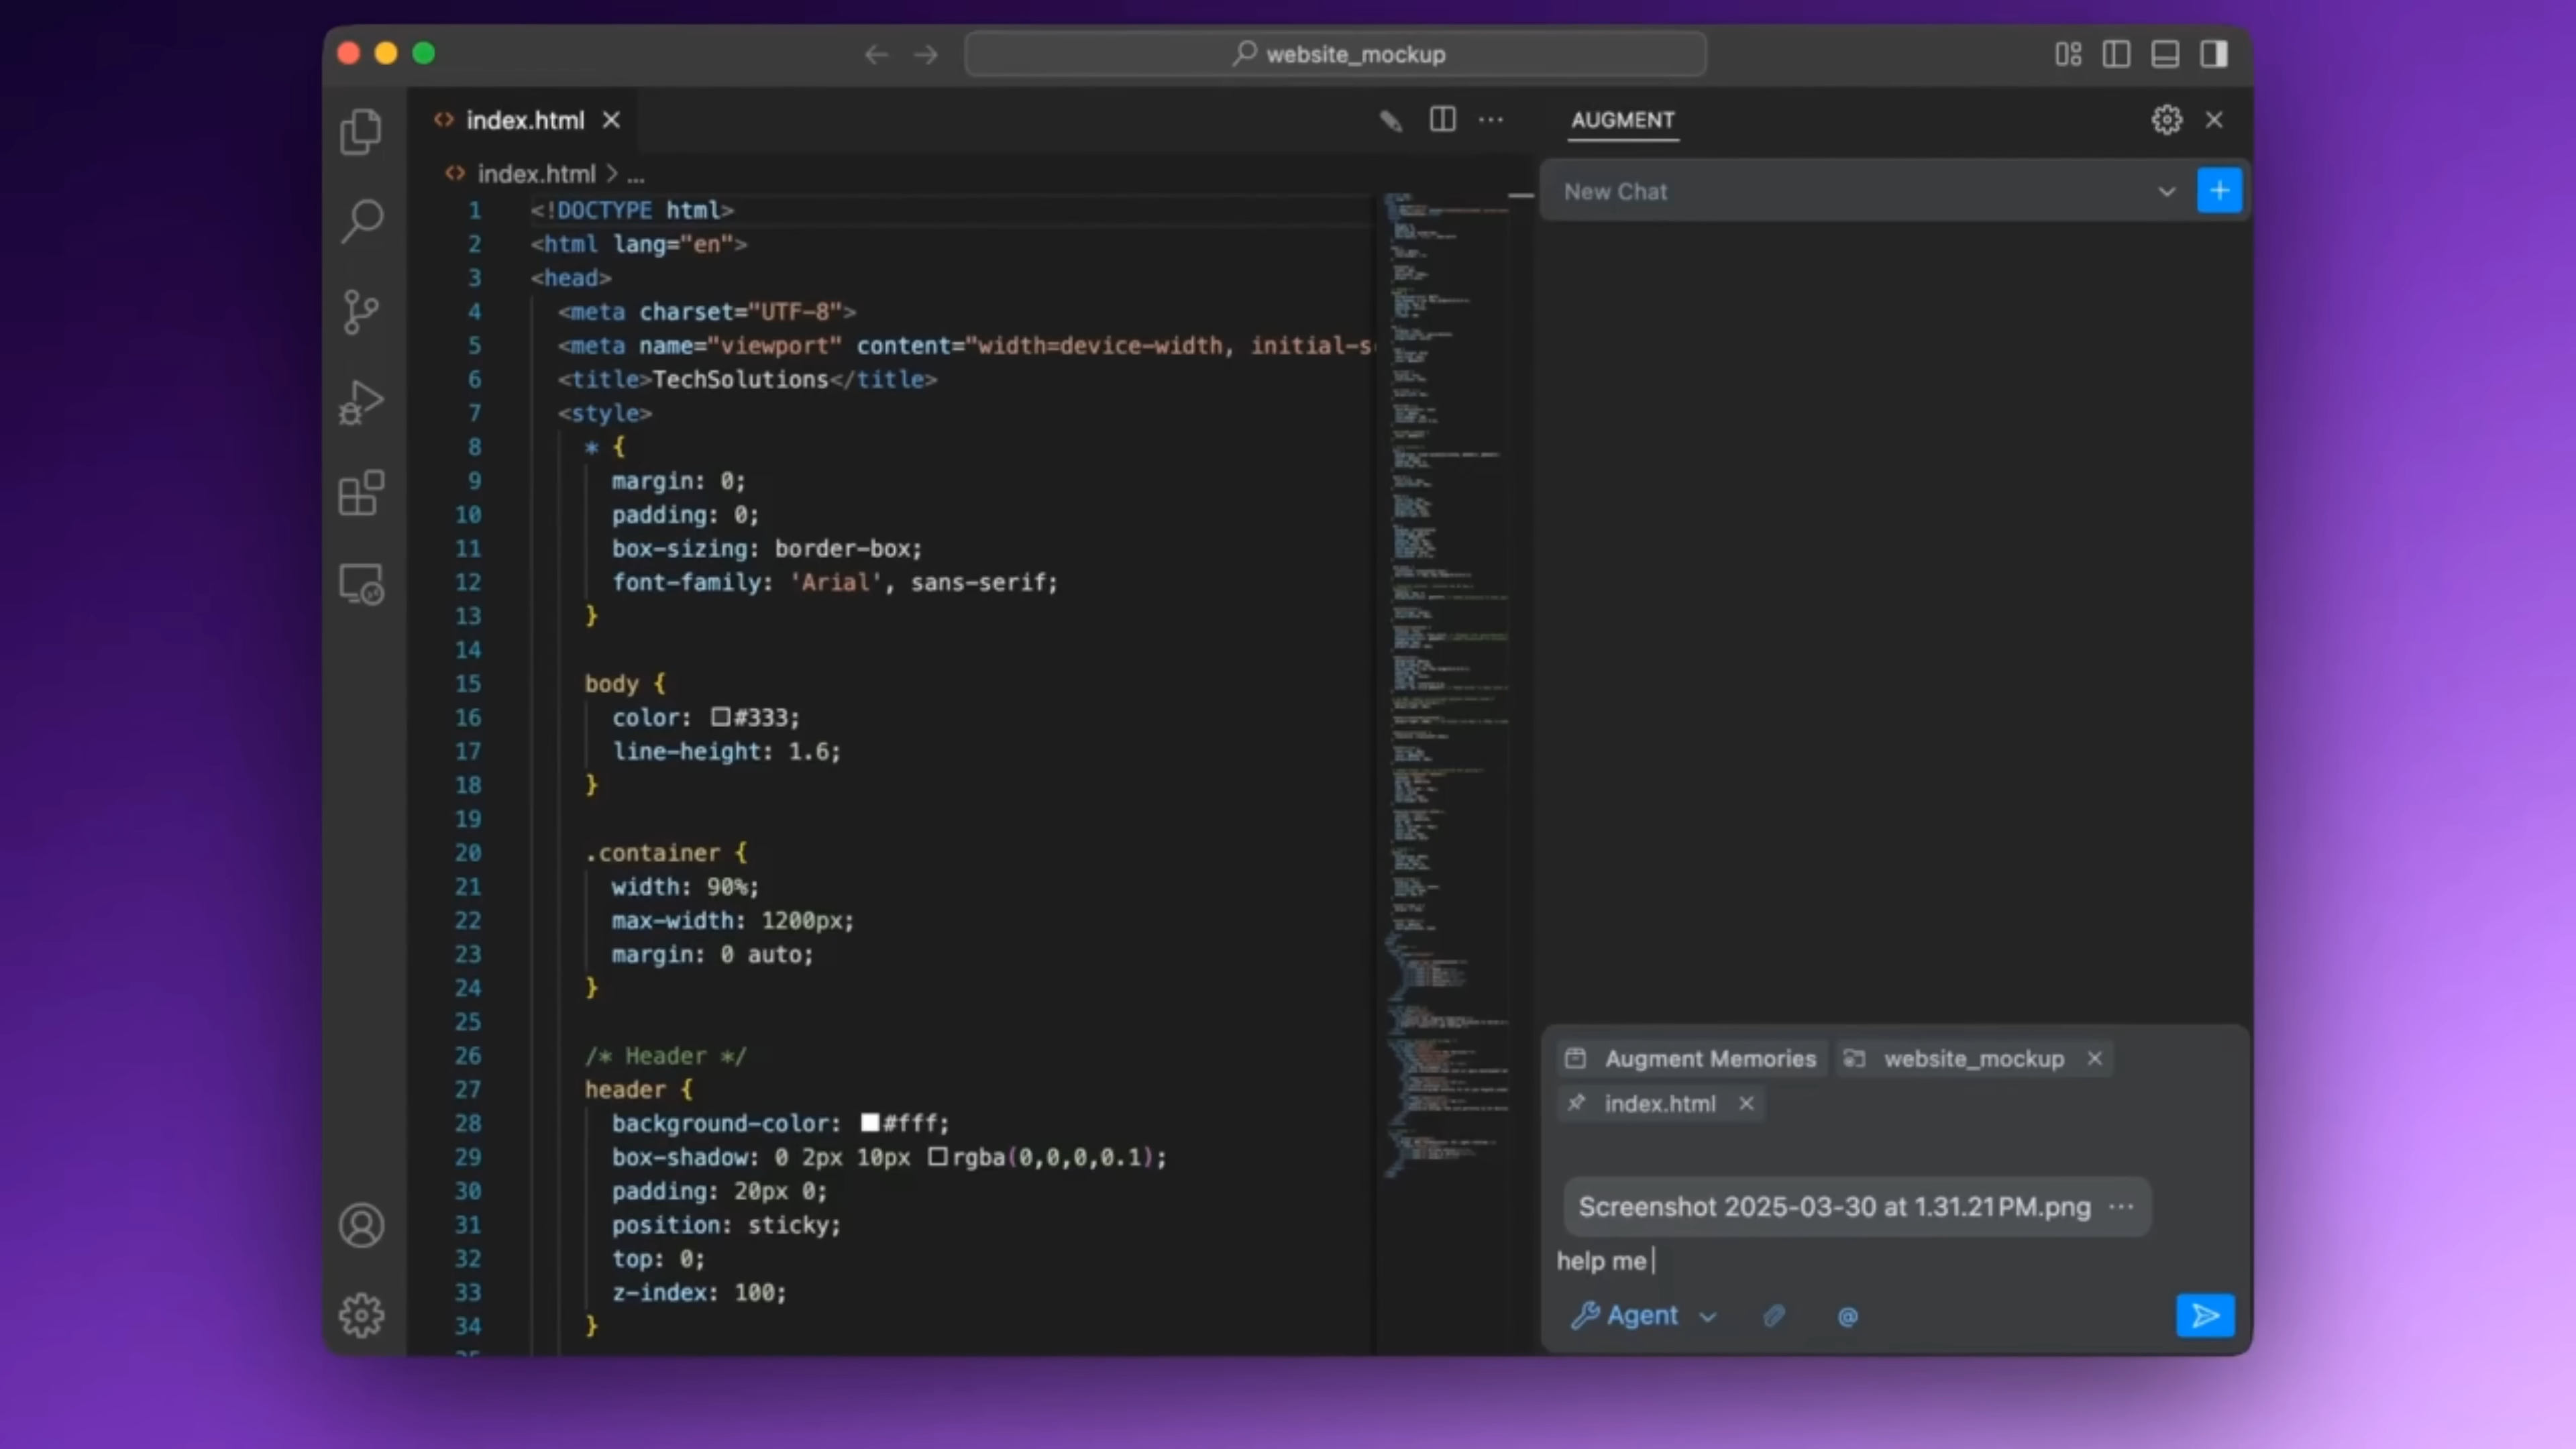 website_mockup
index.html
AUGMENT
index.html > ...
New Chat
1 <!DOCTYPE html>
2 <html lang="en">
3 <head>
4 <meta charset="UTF-8">
5 <meta name="viewport" content="width=device-width,
6 <title>TechSolutions</title>
7 <style>
8 * {
9 margin: 0;
10 padding: 0;
11 box-sizing: border-box;
12 font-family: 'Arial', sans-serif;
13 }
14
15 body {
16 color: #333;
17 line-height: 1.6;
18 }
19
20 .container {
21 width: 90%;
22 max-width: 1200px;
23 margin: 0 auto;
24 }
25
26 /* Header */
27 header {
28 background-color: #fff;
29 box-shadow: 0 2px 10px rgba(0,0,0,0.1);
30 padding: 20px 0;
31 position: sticky;
32 top: 0;
33 z-index: 100;
34 }
Augment Memories website_mockup
index.html
Screenshot 2025-03-30 at 1.31.21 PM.png ...
help me
Agent @